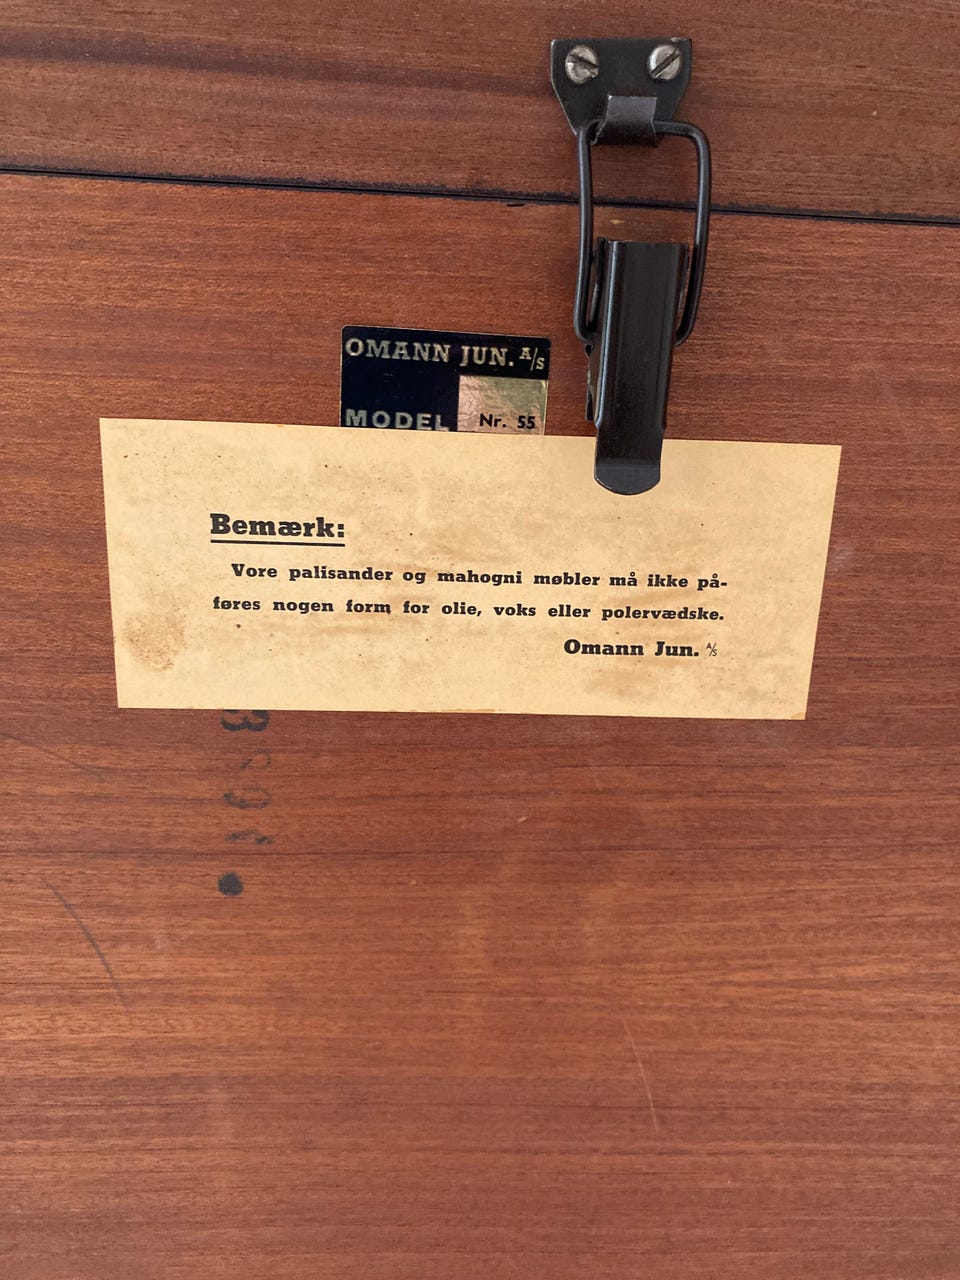 OMANN JUN. A/S
MODEL Nr. 55
Bemærk:
Vore palisander og mahogni møbler må ikke på-
føres nogen form for olie, voks eller polervædske.
Omann Jun. A/S